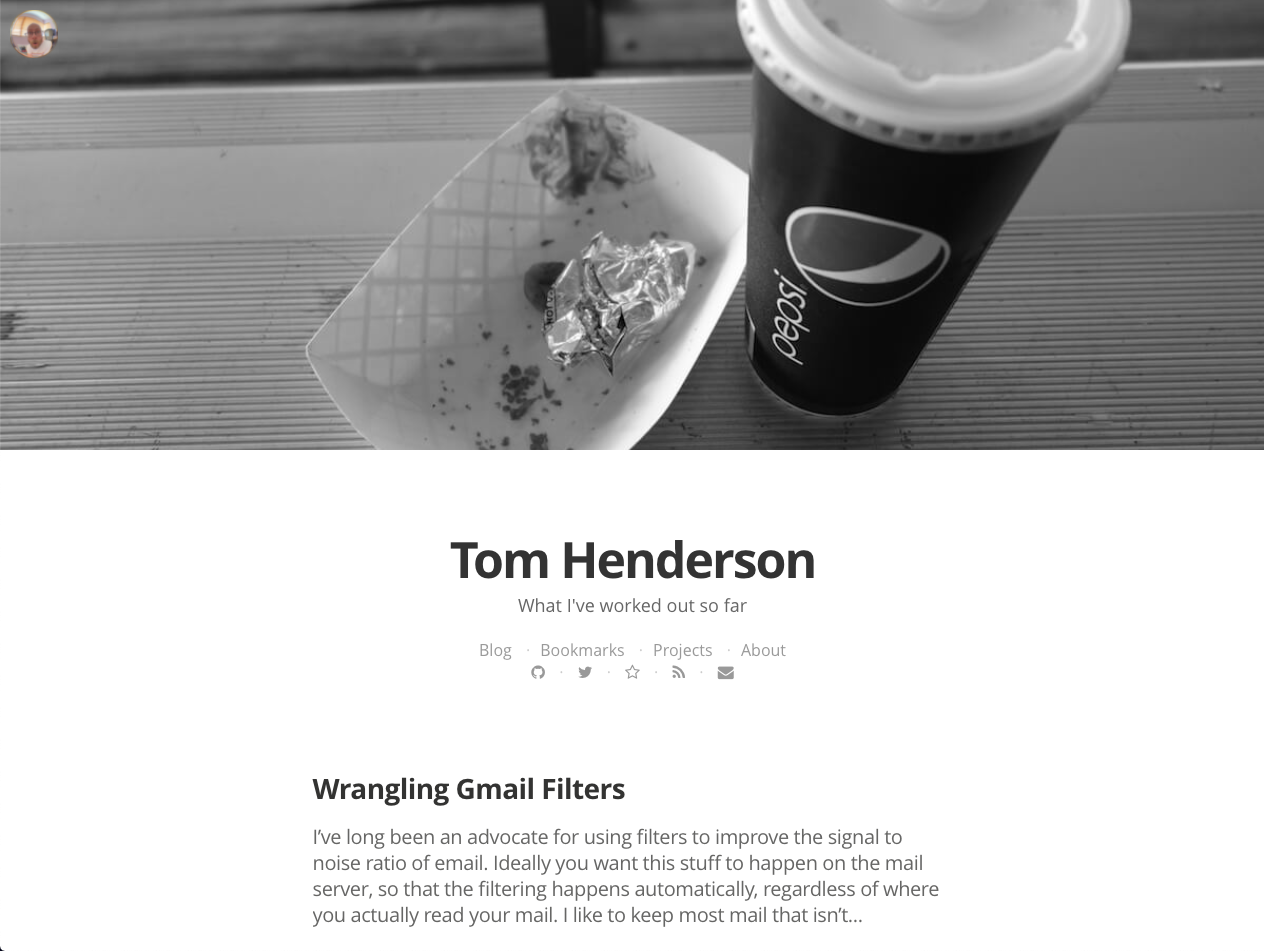 pepsi
Tom Henderson
What I've worked out so far
Blog · Bookmarks · Projects · About
Wrangling Gmail Filters
I’ve long been an advocate for using filters to improve the signal to
noise ratio of email. Ideally you want this stuff to happen on the mail
server, so that the filtering happens automatically, regardless of where
you actually read your mail. I like to keep most mail that isn’t…